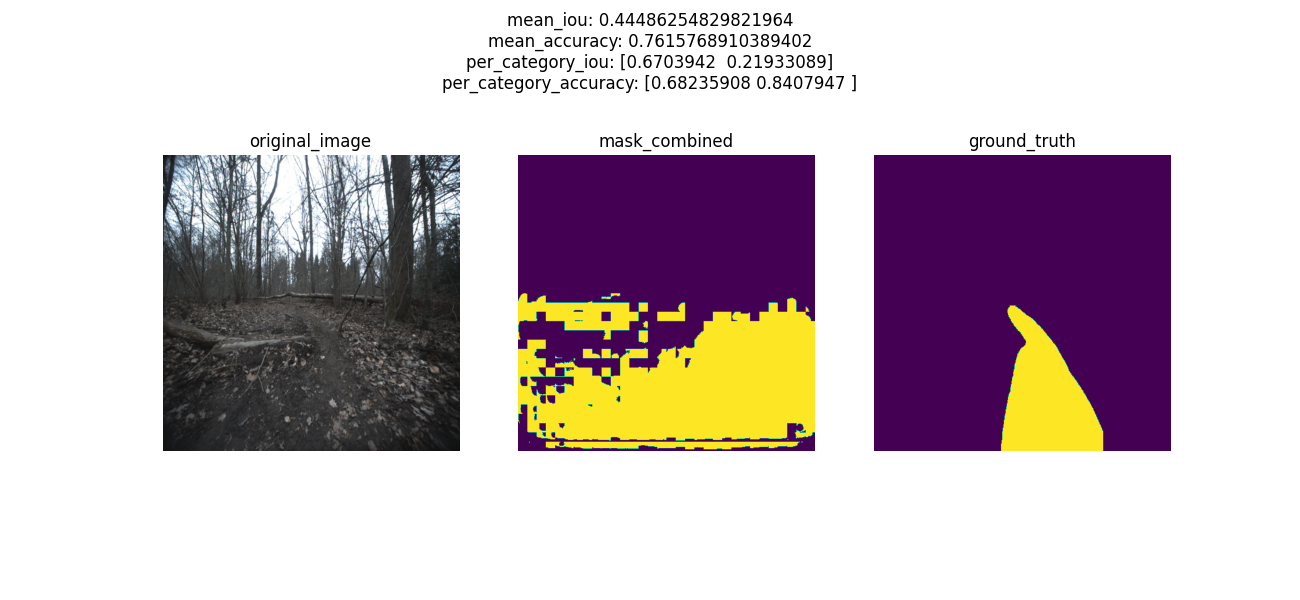 mean_iou: 0.44486254829821964
mean_accuracy: 0.7615768910389402
per_category_iou: [0.6703942  0.21933089]
per_category_accuracy: [0.68235908 0.8407947 ]
original_image
mask_combined
ground_truth